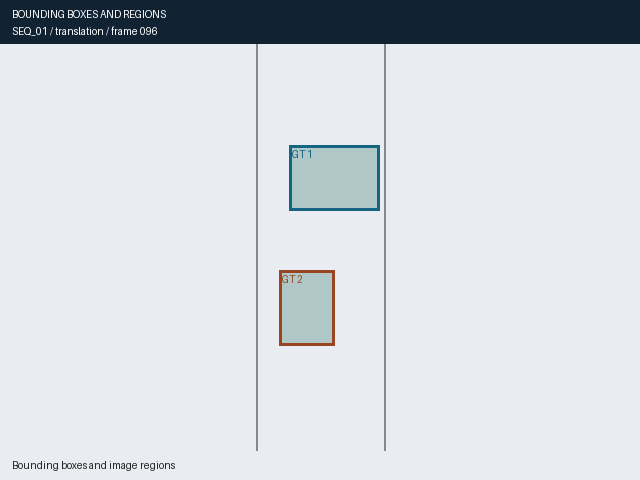 BOUNDING BOXES AND REGIONS
SEQ_01 / translation / frame 096
GT1
GT2
Bounding boxes and image regions